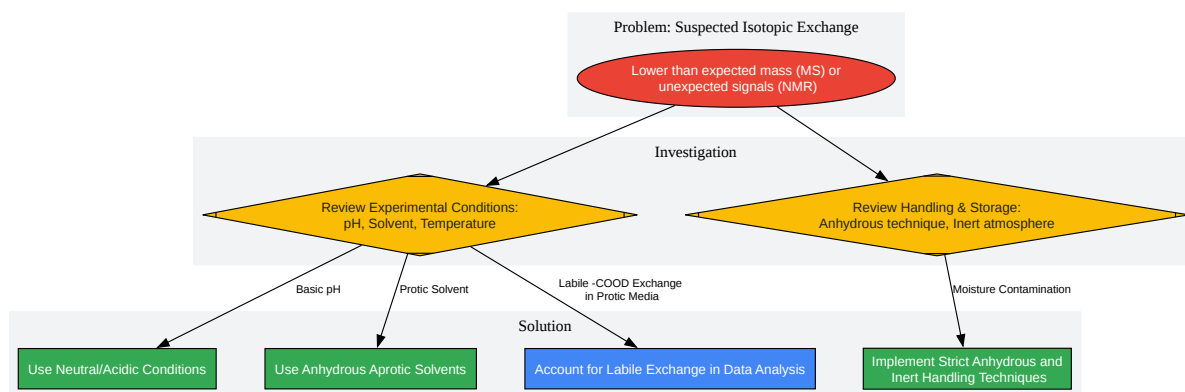 Problem: Suspected Isotopic Exchange
Lower than expected mass (MS) or
unexpected signals (NMR)
Investigation
Review Experimental Conditions:
pH, Solvent, Temperature
Review Handling & Storage:
Anhydrous technique, Inert atmosphere
Basic pH
Protic Solvent
Labile -COOD Exchange
in Protic Media
Moisture Contamination
Solution
Use Neutral/Acidic Conditions
Use Anhydrous Aprotic Solvents
Account for Labile Exchange in Data Analysis
Implement Strict Anhydrous and
Inert Handling Techniques